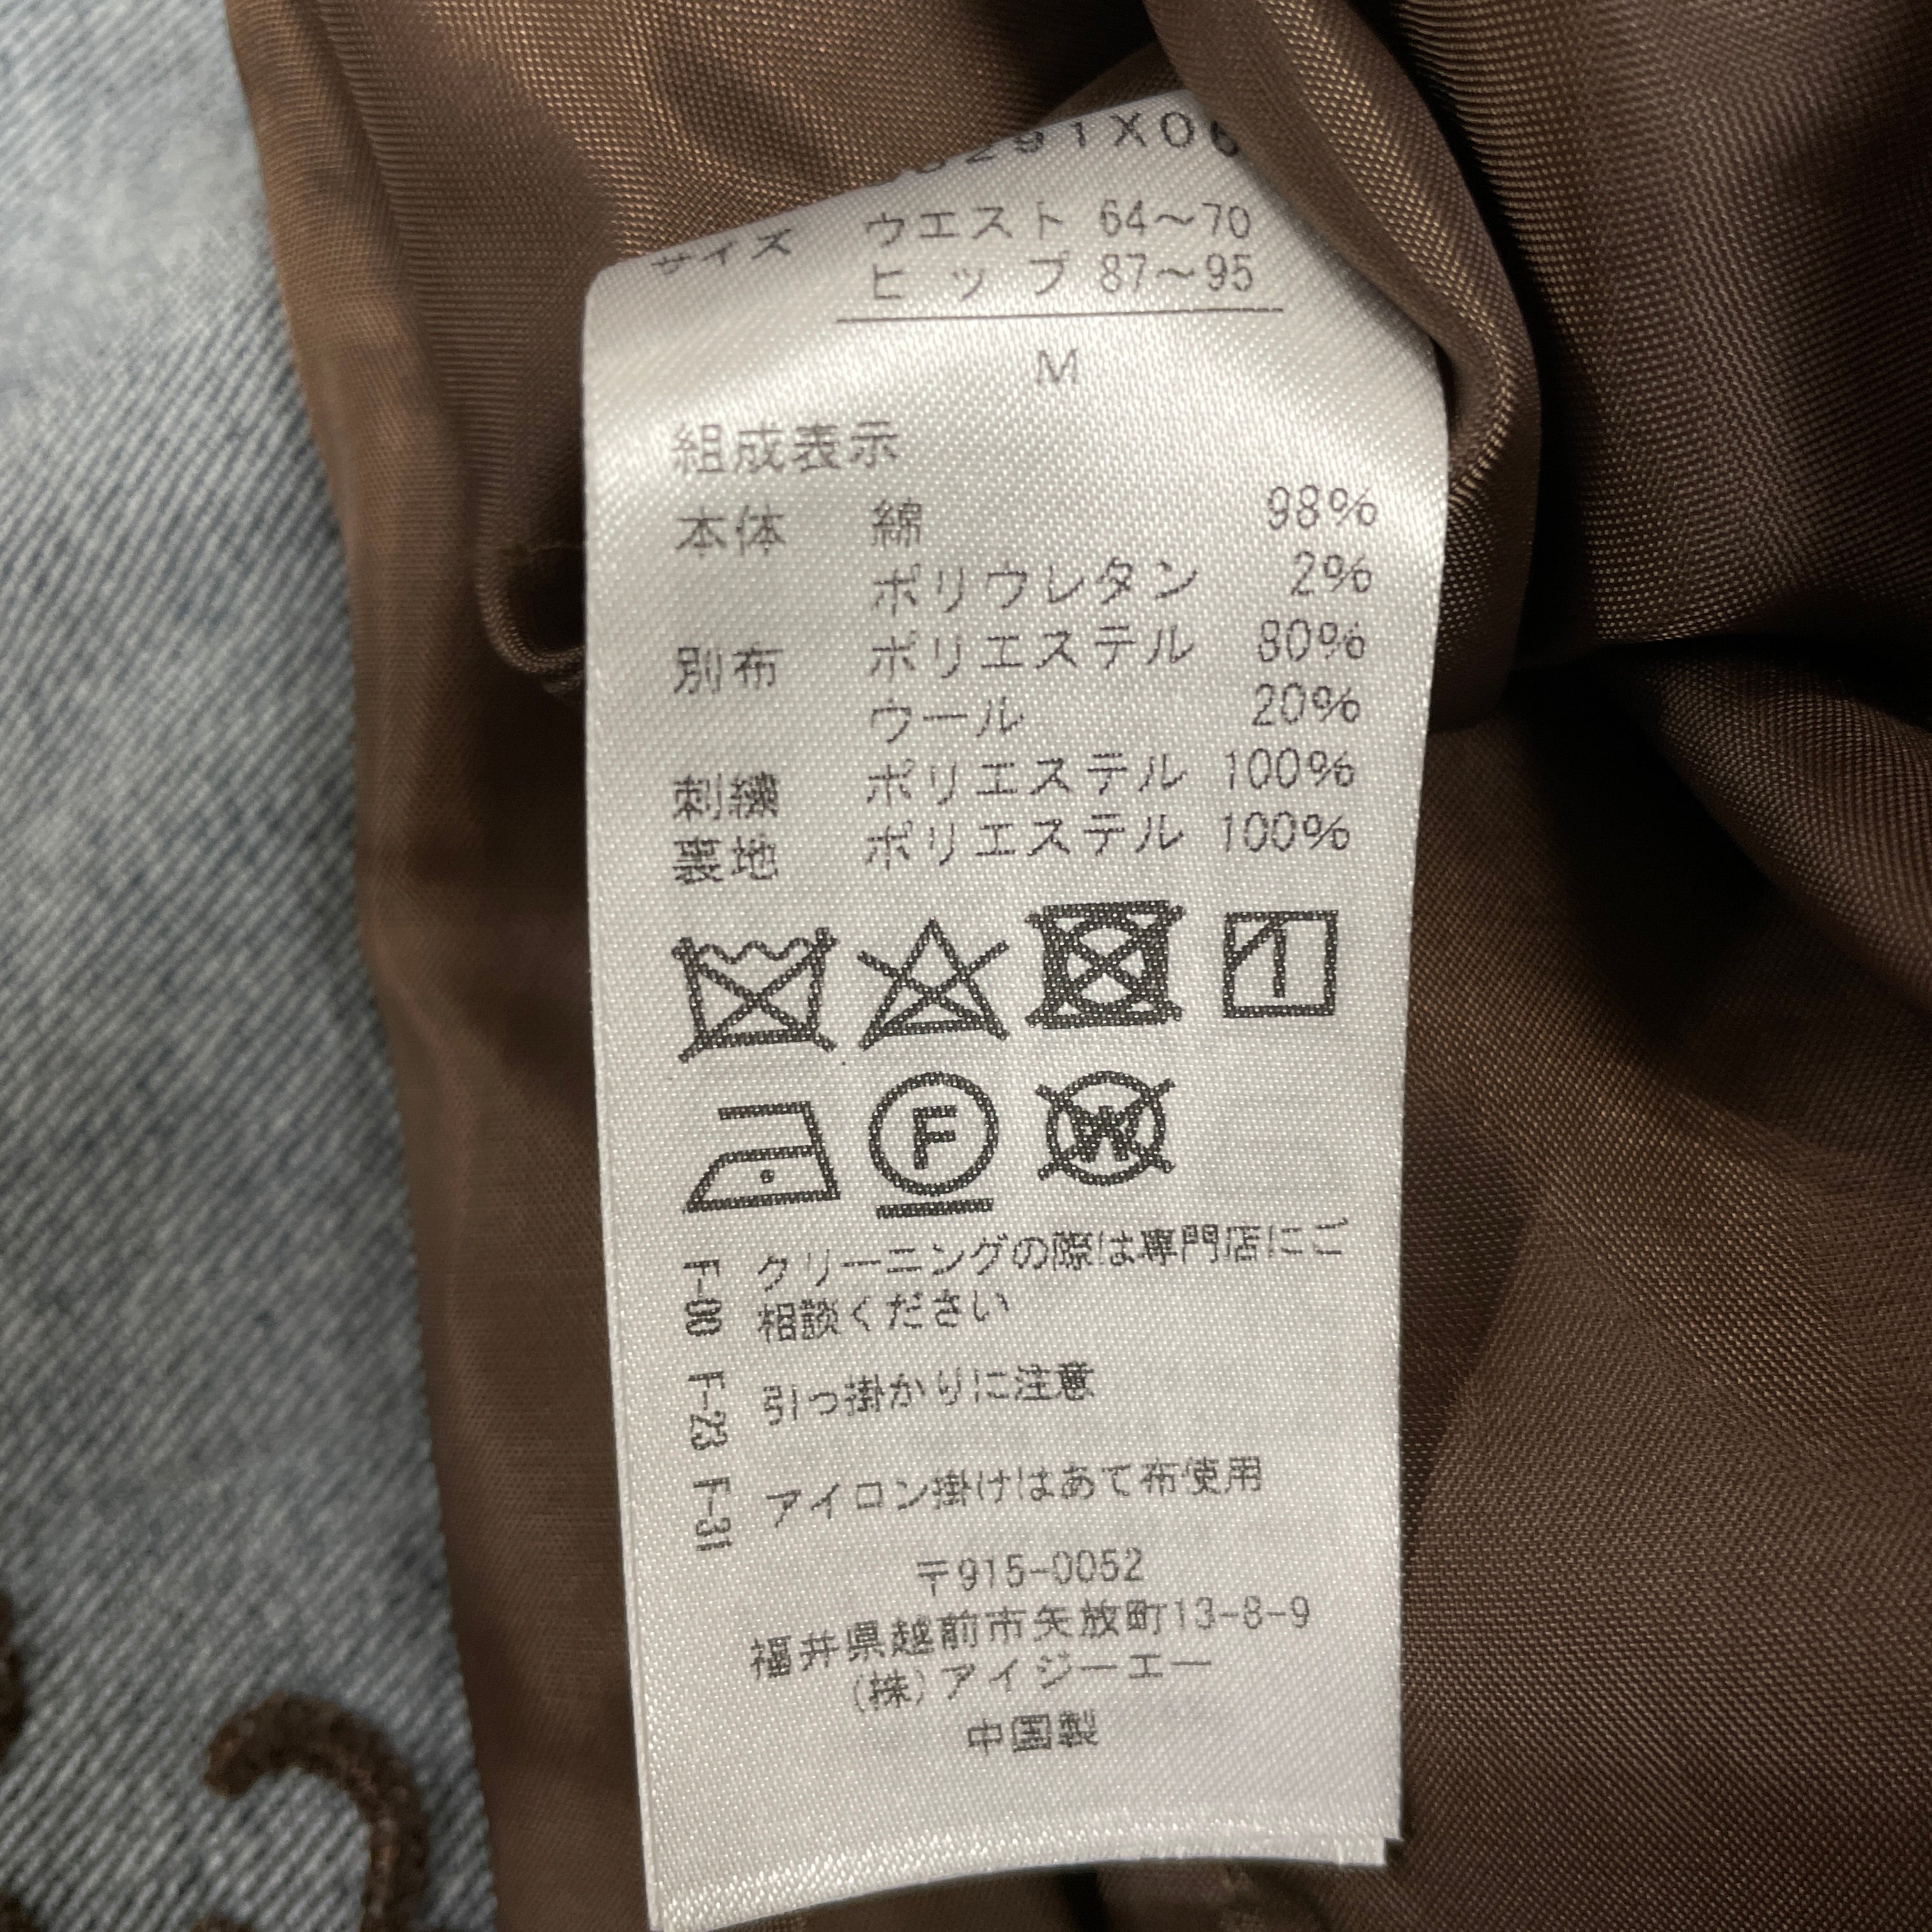 291X06
サイズ ウエスト 64〜70
ヒップ 87〜95
M
組成表示
本体 綿 98%
ポリウレタン 2%
別布 ポリエステル 80%
ウール 20%
刺繍 ポリエステル 100%
裏地 ポリエステル 100%
F W
F-08 クリーニングの際は専門店にご
相談ください
F-23 引っ掛かりに注意
F-31 アイロン掛けはあて布使用
〒915-0052
福井県越前市矢放町13-8-9
(株)アイジーエー
中国製